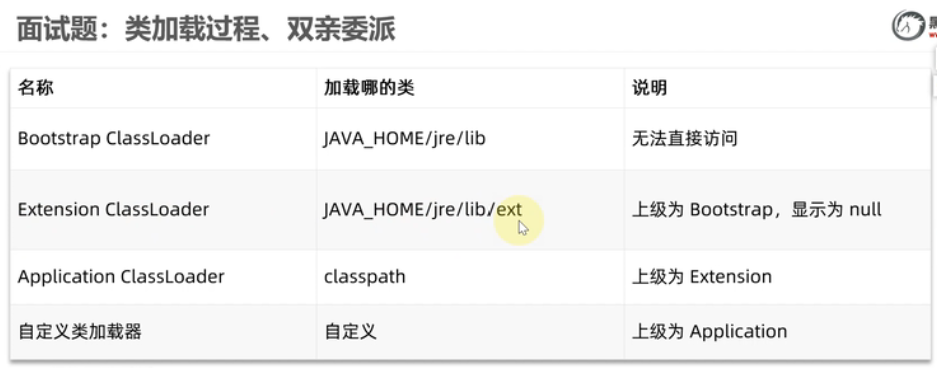 面试题：类加载过程、双亲委派
黑
名称 加载哪的类 说明
Bootstrap ClassLoader JAVA_HOME/jre/lib 无法直接访问
Extension ClassLoader JAVA_HOME/jre/lib/ext 上级为 Bootstrap，显示为 null
Application ClassLoader classpath 上级为 Extension
自定义类加载器 自定义 上级为 Application